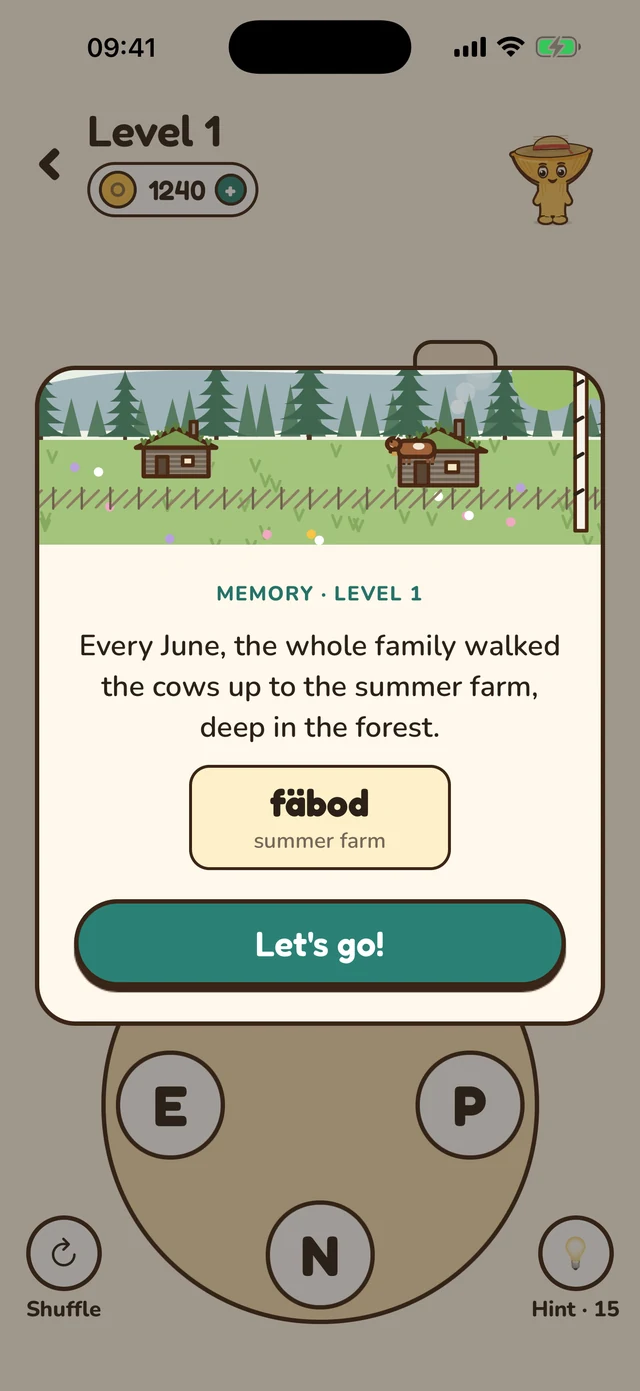 09:41
Level 1
1240
MEMORY · LEVEL 1
Every June, the whole family walked
the cows up to the summer farm,
deep in the forest.
fäbod
summer farm
Let's go!
E
P
N
Shuffle
Hint · 15